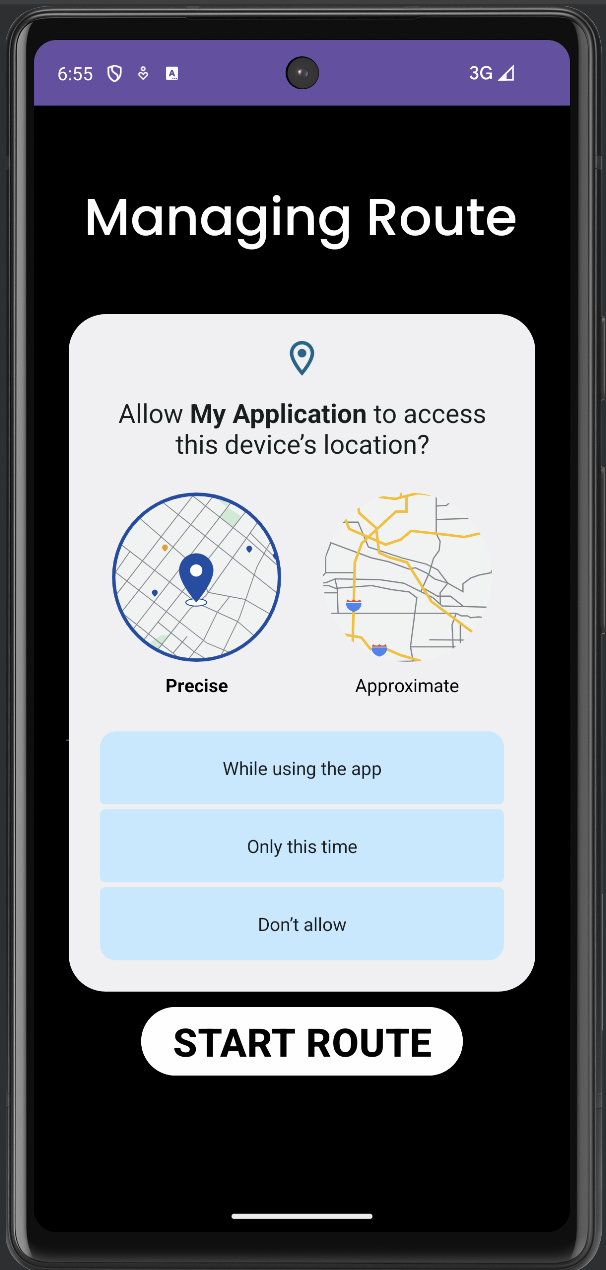 6:55
A
3G
Managing Route
Allow My Application to access
this device’s location?
Precise
Approximate
While using the app
Only this time
Don’t allow
START ROUTE